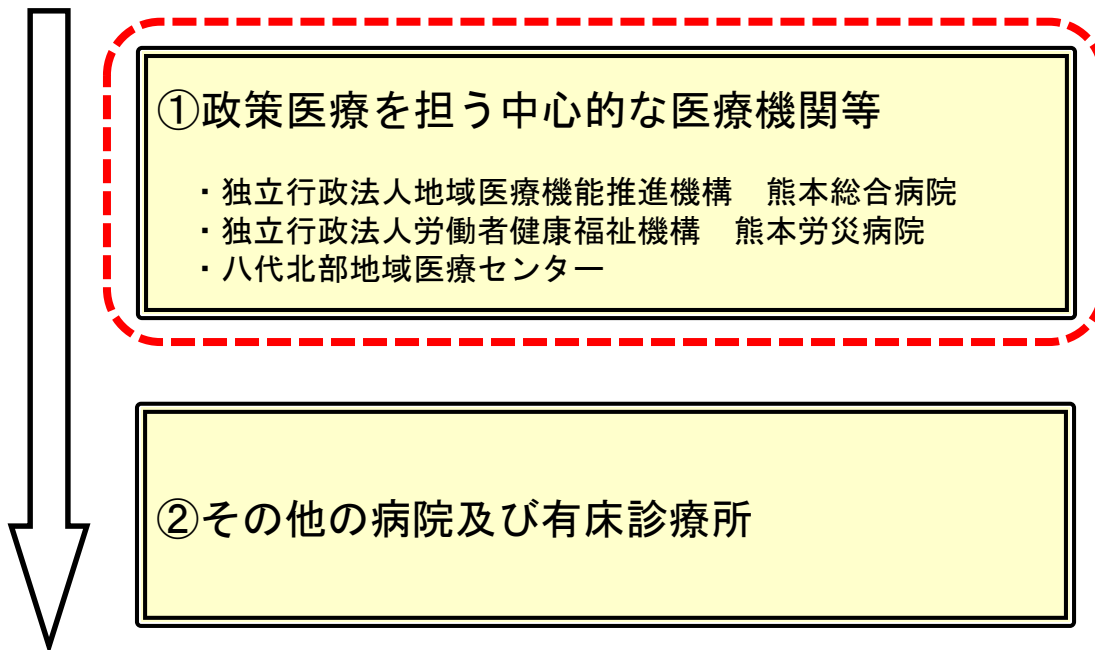 ①政策医療を担う中心的な医療機関等
・独立行政法人地域医療機能推進機構　熊本総合病院
・独立行政法人労働者健康福祉機構　熊本労災病院
・八代北部地域医療センター
②その他の病院及び有床診療所